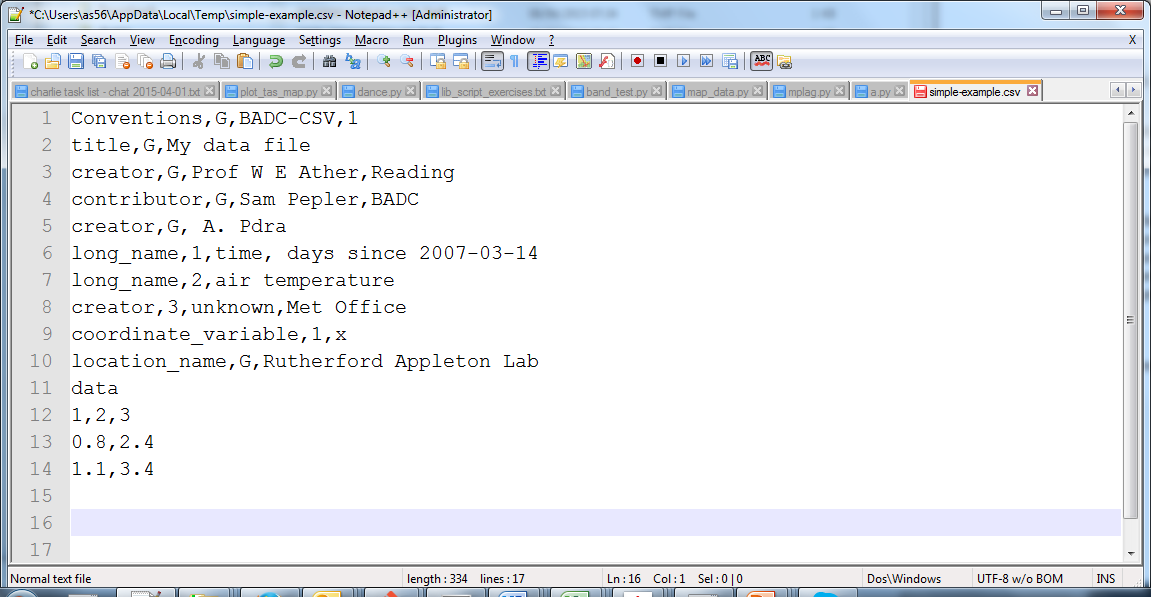 *C:\Users\as56\AppData\Local\Temp\simple-example.csv - Notepad++ [Administrator]
File Edit Search View Encoding Language Settings Macro Run Plugins Window ? X
ABC
charlie task list - chat 2015-04-01.txt plot_tas_map.py dance.py lib_script_exercises.txt band_test.py map_data.py mplag.py a.py simple-example.csv
1 Conventions,G,BADC-CSV,1
2 title,G,My data file
3 creator,G,Prof W E Ather,Reading
4 contributor,G,Sam Pepler,BADC
5 creator,G, A. Pdra
6 long_name,1,time, days since 2007-03-14
7 long_name,2,air temperature
8 creator,3,unknown,Met Office
9 coordinate_variable,1,x
10 location_name,G,Rutherford Appleton Lab
11 data
12 1,2,3
13 0.8,2.4
14 1.1,3.4
15
16
17
Normal text file length : 334 lines : 17 Ln : 16 Col : 1 Sel : 0 | 0 Dos\Windows UTF-8 w/o BOM INS